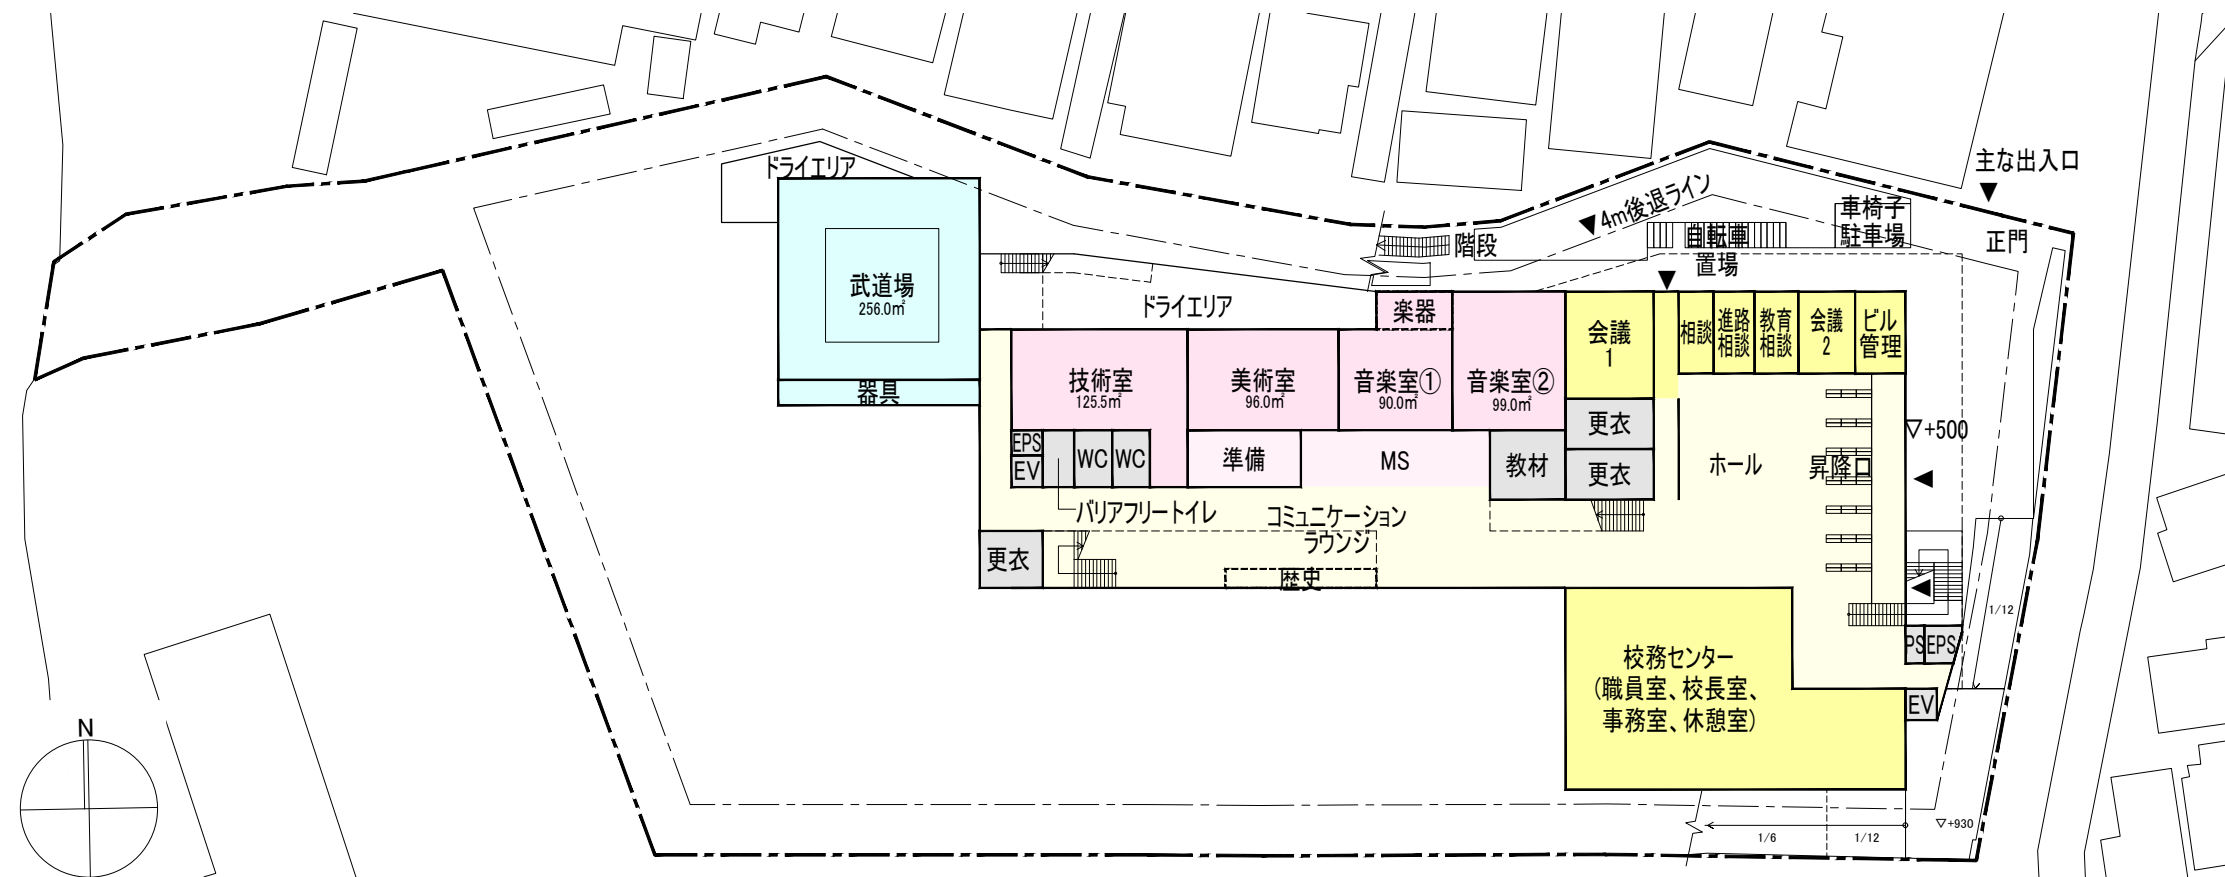 主な出入口
ドライエリア
4m後退ライン
車椅子
駐車場
自転車
置場
正門
階段
武道場
256.0㎡
ドライエリア
楽器
会議
1
相談
進路
相談
教育
相談
会議
2
ビル
管理
技術室
125.5㎡
美術室
96.0㎡
音楽室①
90.0㎡
音楽室②
99.0㎡
器具
更衣
▽+500
EPS
EV
WC
WC
準備
MS
教材
更衣
ホール
昇降口
バリアフリートイレ
コミュニケーション
ラウンジ
更衣
歴史
1/12
PS
EPS
校務センター
(職員室、校長室、
事務室、休憩室)
EV
N
1/6
1/12
▽+930